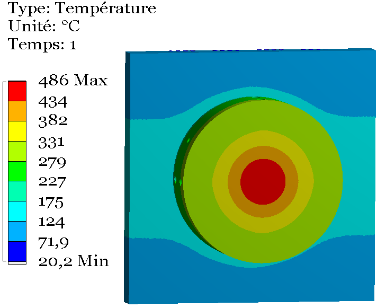 Type: Température
Unité: °C
Temps: 1
486 Max
434
382
331
279
227
175
124
71,9
20,2 Min